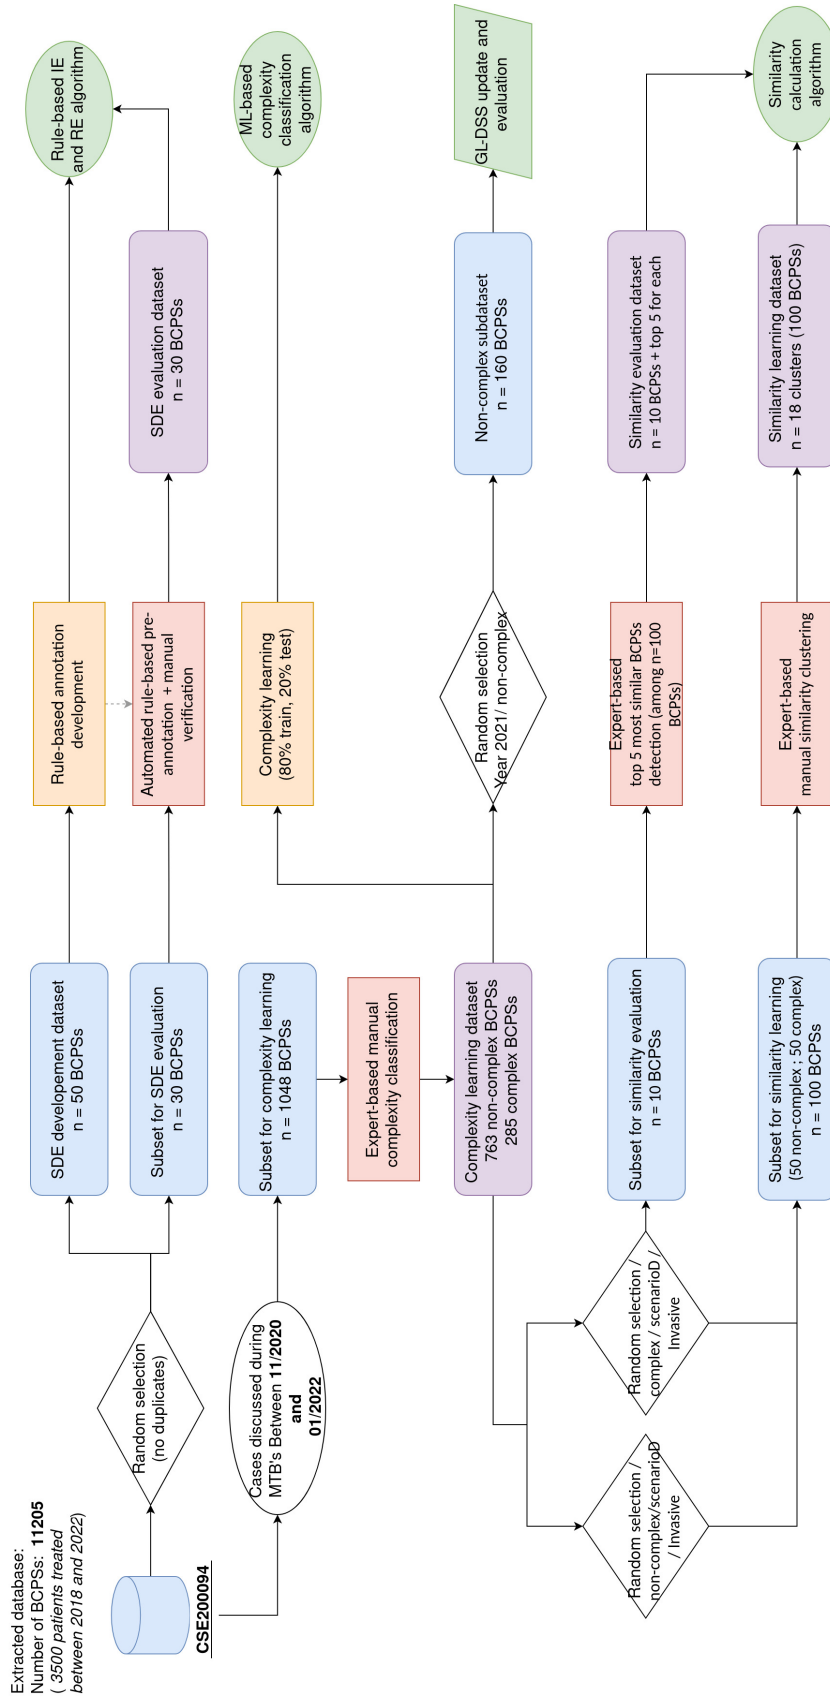 Extracted database:
Number of BCPSs: 11205
( 3500 patients treated
between 2018 and 2022)
CSE200094
Random selection
(no duplicates)
SDE developement dataset
n = 50 BCPSs
Rule-based annotation
development
Rule-based IE
and RE algorithm
Subset for SDE evaluation
n = 30 BCPSs
Automated rule-based pre-
annotation + manual
verification
SDE evaluation dataset
n = 30 BCPSs
Cases discussed during
MTB's Between 11/2020
and
01/2022
Subset for complexity learning
n = 1048 BCPSs
Expert-based manual
complexity classification
Complexity learning dataset
763 non-complex BCPSs
285 complex BCPSs
Complexity learning
(80% train, 20% test)
ML-based
complexity
classification
algorithm
Random selection
Year 2021/ non-complex
Non-complex subdataset
n = 160 BCPSs
GL-DSS update and
evaluation
Random selection /
non-complex/scenarioD
/ Invasive
Random selection /
complex / scenarioD /
Invasive
Subset for similarity evaluation
n = 10 BCPSs
Expert-based
top 5 most similar BCPSs
detection (among n=100
BCPSs)
Similarity evaluation dataset
n = 10 BCPSs + top 5 for each
Subset for similarity learning
(50 non-complex ; 50 complex)
n = 100 BCPSs
Expert-based
manual similarity clustering
Similarity learning dataset
n = 18 clusters (100 BCPSs)
Similarity
calculation
algorithm